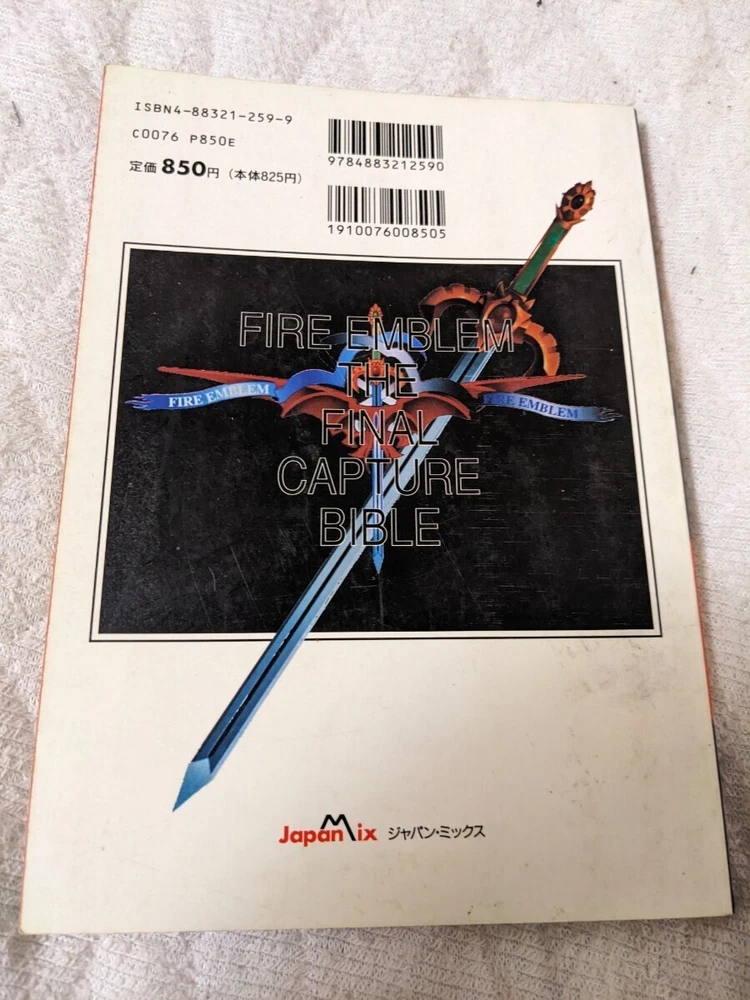 ISBN4-88321-259-9
C0076 P850E
定価 850円 (本体825円)
9784883212590
1910076008505
FIRE EMBLEM
THE
FINAL
CAPTURE
BIBLE
FIRE EMBLEM
FIRE EMBLEM
JapanMix ジャパン・ミックス